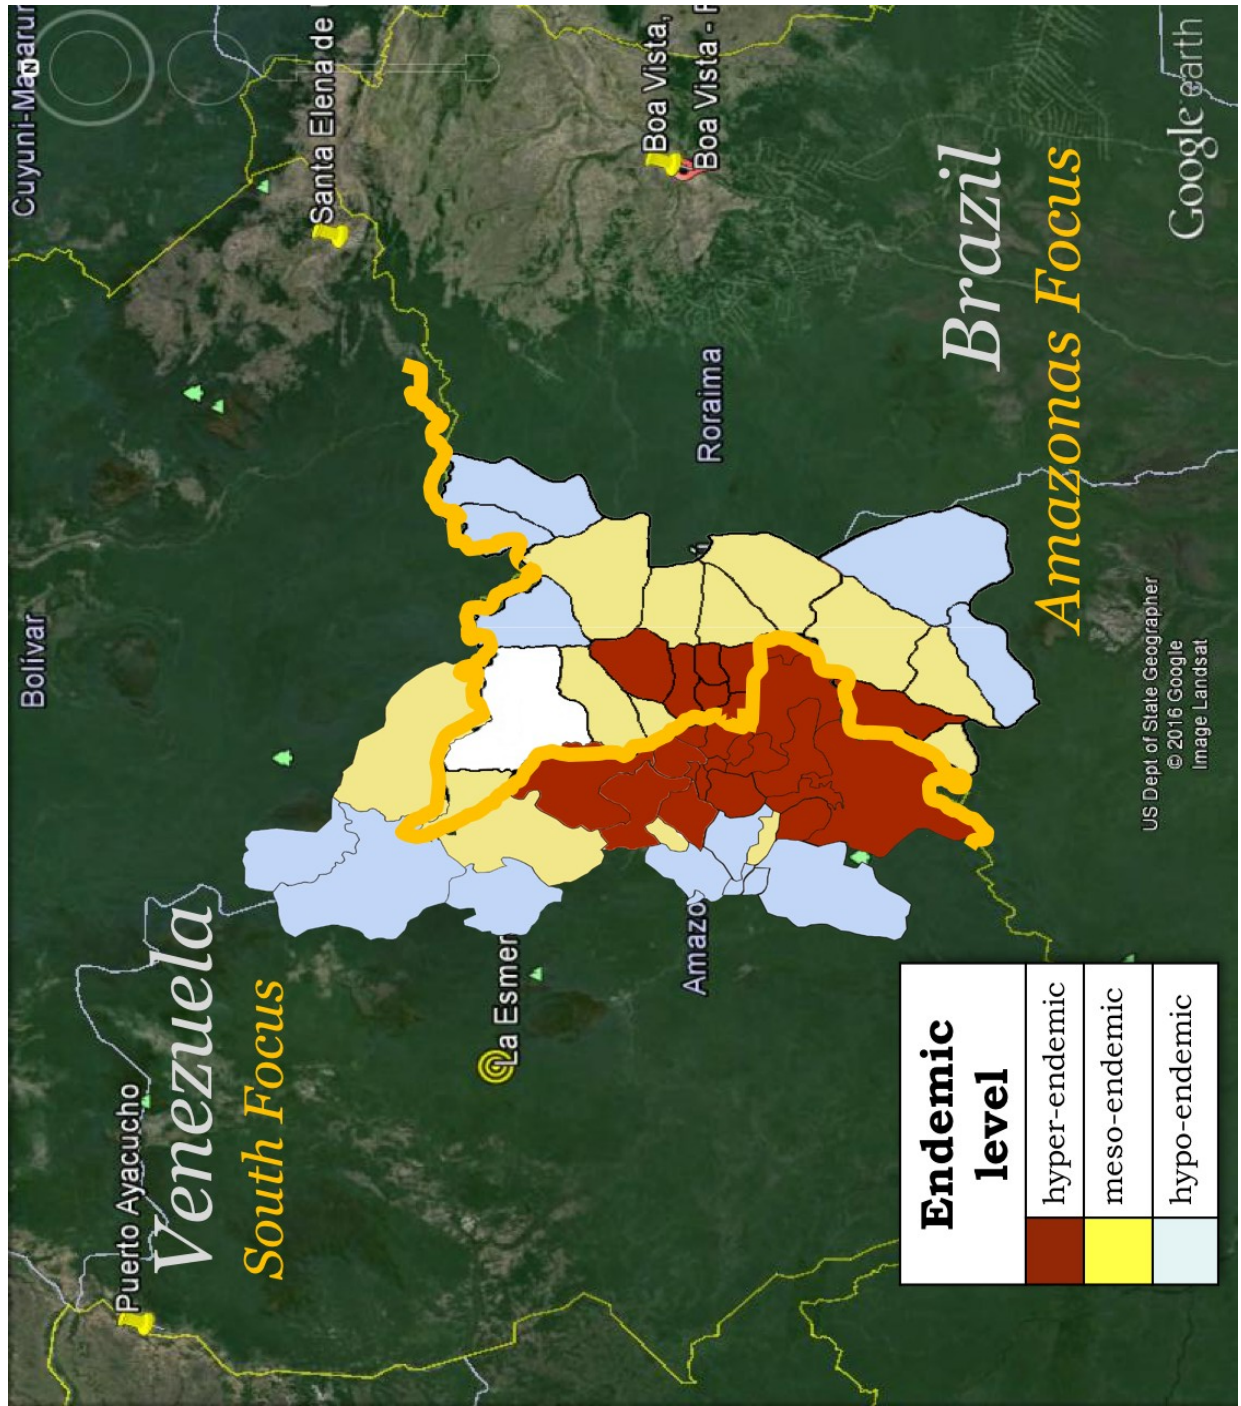 Cuyuni-Mazarur
N
Santa Elena de
Boa Vista,
Boa Vista - F
Bolívar
Roraima
Brazil
Amazonas Focus
Google earth
Puerto Ayacucho
Venezuela
South Focus
La Esmer
Amazo
US Dept of State Geographer
© 2016 Google
Image Landsat
Endemic
level
hyper-endemic
meso-endemic
hypo-endemic